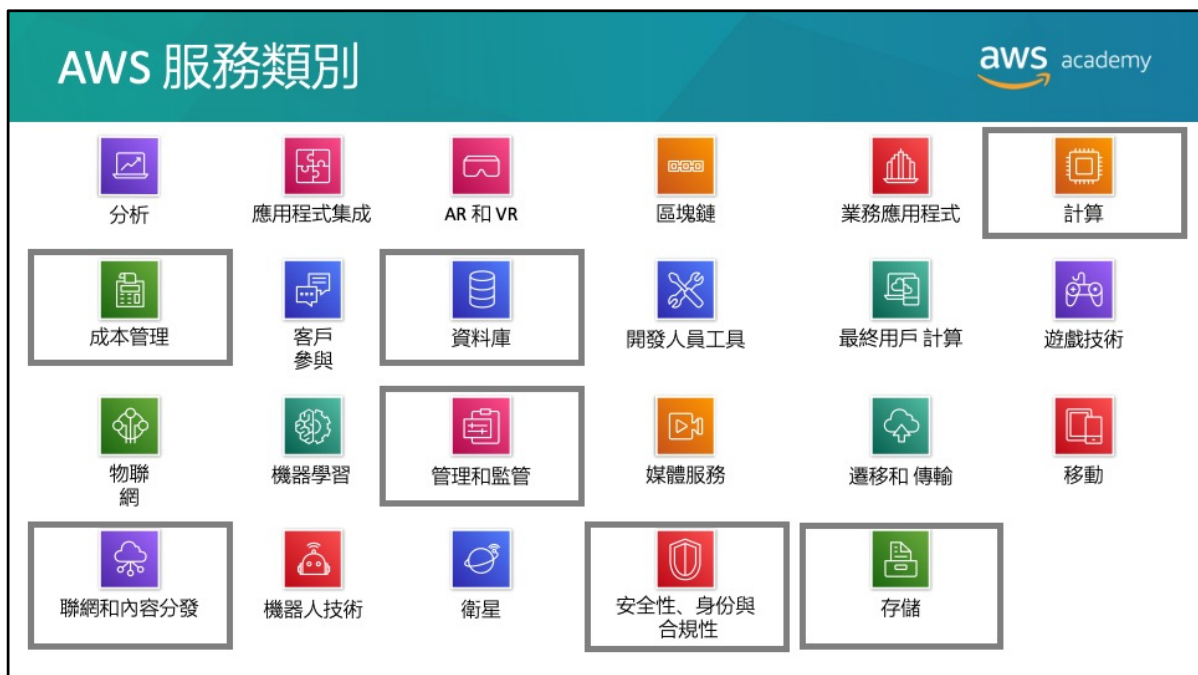 AWS 服務類別
aws academy
分析
應用程式集成
AR 和 VR
區塊鏈
業務應用程式
計算
成本管理
客戶
參與
資料庫
開發人員工具
最終用戶 計算
遊戲技術
物聯
網
機器學習
管理和監管
媒體服務
遷移和 傳輸
移動
聯網和內容分發
機器人技術
衛星
安全性、身份與
合規性
存儲